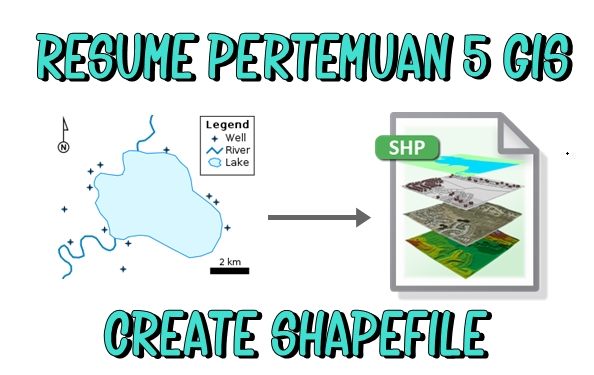 RESUME PERTEMUAN 5 GIS
Legend
Well
River
Lake
N
2 km
SHP
CREATE SHAPEFILE